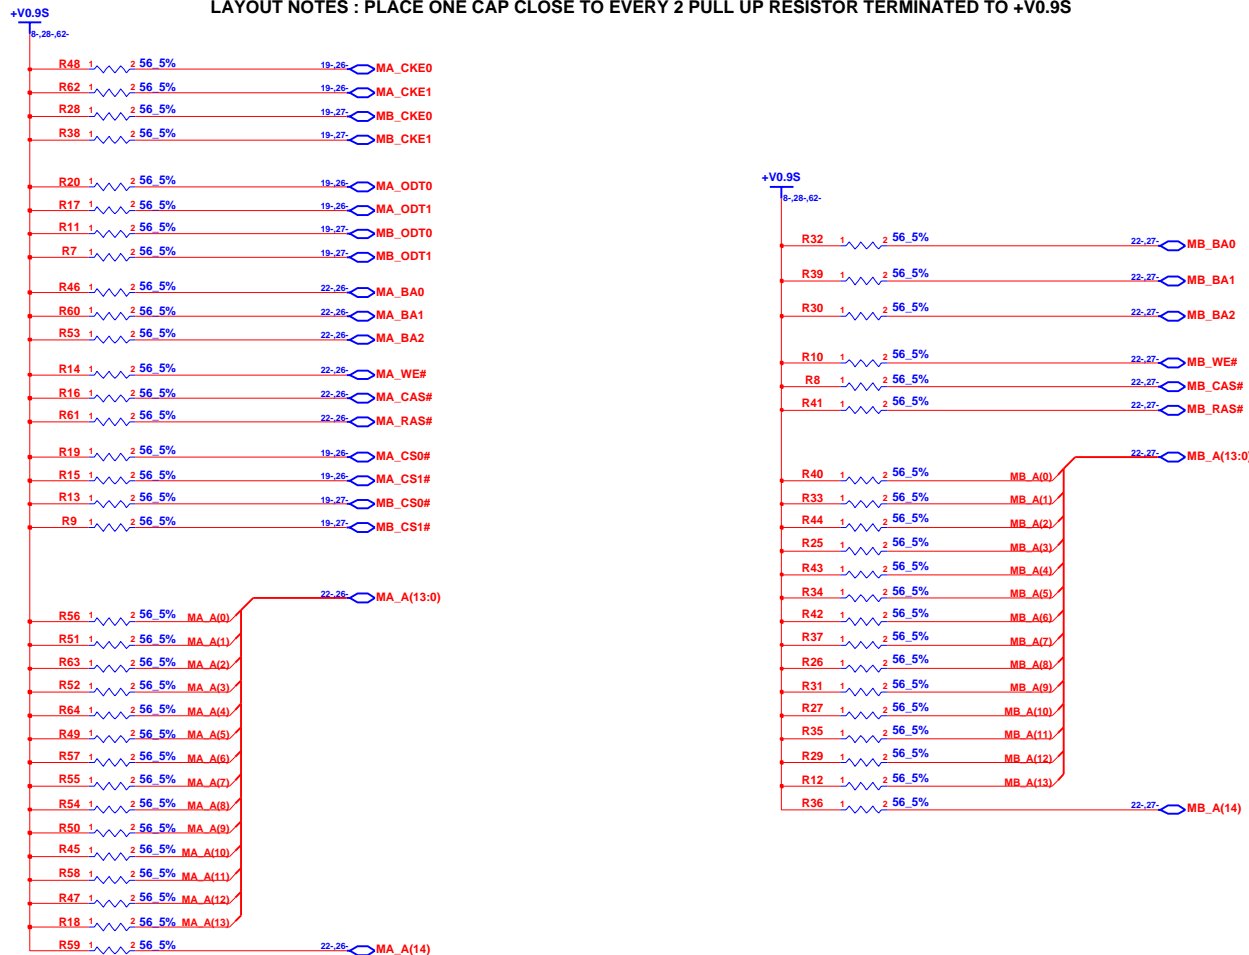 LAYOUT NOTES : PLACE ONE CAP CLOSE TO EVERY 2 PULL UP RESISTOR TERMINATED TO +V0.9S
+V0.9S
8-,28-,62-
R48 1 2 56_5% 19-,26- MA_CKE0
R62 1 2 56_5% 19-,26- MA_CKE1
R28 1 2 56_5% 19-,27- MB_CKE0
R38 1 2 56_5% 19-,27- MB_CKE1
R20 1 2 56_5% 19-,26- MA_ODT0
R17 1 2 56_5% 19-,26- MA_ODT1
R11 1 2 56_5% 19-,27- MB_ODT0
R7 1 2 56_5% 19-,27- MB_ODT1
R46 1 2 56_5% 22-,26- MA_BA0
R60 1 2 56_5% 22-,26- MA_BA1
R53 1 2 56_5% 22-,26- MA_BA2
R14 1 2 56_5% 22-,26- MA_WE#
R16 1 2 56_5% 22-,26- MA_CAS#
R61 1 2 56_5% 22-,26- MA_RAS#
R19 1 2 56_5% 19-,26- MA_CS0#
R15 1 2 56_5% 19-,26- MA_CS1#
R13 1 2 56_5% 19-,27- MB_CS0#
R9 1 2 56_5% 19-,27- MB_CS1#
22-,26- MA_A(13:0)
R56 1 2 56_5% MA_A(0)
R51 1 2 56_5% MA_A(1)
R63 1 2 56_5% MA_A(2)
R52 1 2 56_5% MA_A(3)
R64 1 2 56_5% MA_A(4)
R49 1 2 56_5% MA_A(5)
R57 1 2 56_5% MA_A(6)
R55 1 2 56_5% MA_A(7)
R54 1 2 56_5% MA_A(8)
R50 1 2 56_5% MA_A(9)
R45 1 2 56_5% MA_A(10)
R58 1 2 56_5% MA_A(11)
R47 1 2 56_5% MA_A(12)
R18 1 2 56_5% MA_A(13)
R59 1 2 56_5% 22-,26- MA_A(14)
+V0.9S
8-,28-,62-
R32 1 2 56_5% 22-,27- MB_BA0
R39 1 2 56_5% 22-,27- MB_BA1
R30 1 2 56_5% 22-,27- MB_BA2
R10 1 2 56_5% 22-,27- MB_WE#
R8 1 2 56_5% 22-,27- MB_CAS#
R41 1 2 56_5% 22-,27- MB_RAS#
22-,27- MB_A(13:0)
R40 1 2 56_5% MB_A(0)
R33 1 2 56_5% MB_A(1)
R44 1 2 56_5% MB_A(2)
R25 1 2 56_5% MB_A(3)
R43 1 2 56_5% MB_A(4)
R34 1 2 56_5% MB_A(5)
R42 1 2 56_5% MB_A(6)
R37 1 2 56_5% MB_A(7)
R26 1 2 56_5% MB_A(8)
R31 1 2 56_5% MB_A(9)
R27 1 2 56_5% MB_A(10)
R35 1 2 56_5% MB_A(11)
R29 1 2 56_5% MB_A(12)
R12 1 2 56_5% MB_A(13)
R36 1 2 56_5% 22-,27- MB_A(14)